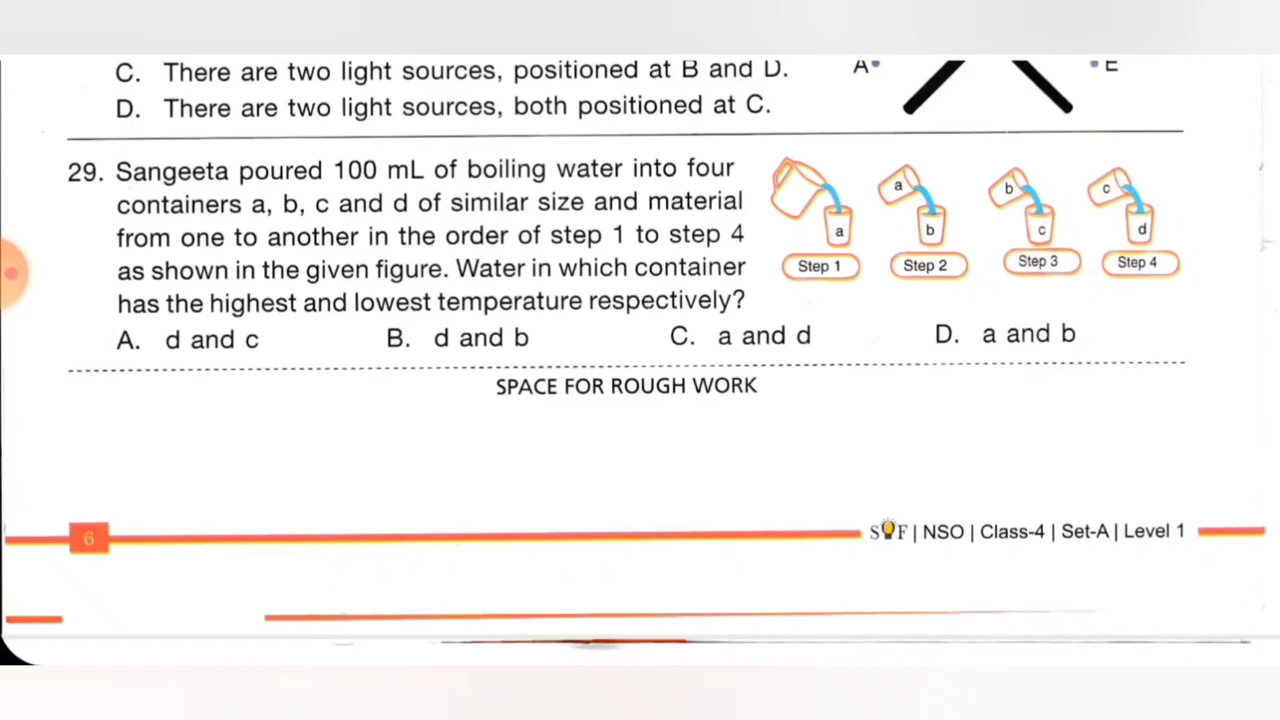 C. There are two light sources, positioned at B and D.
A
E
D. There are two light sources, both positioned at C.
29. Sangeeta poured 100 mL of boiling water into four
containers a, b, c and d of similar size and material
from one to another in the order of step 1 to step 4
as shown in the given figure. Water in which container
has the highest and lowest temperature respectively?
a
a
b
b
c
c
d
Step 1
Step 2
Step 3
Step 4
A. d and c
B. d and b
C. a and d
D. a and b
SPACE FOR ROUGH WORK
6
SOF | NSO | Class-4 | Set-A | Level 1